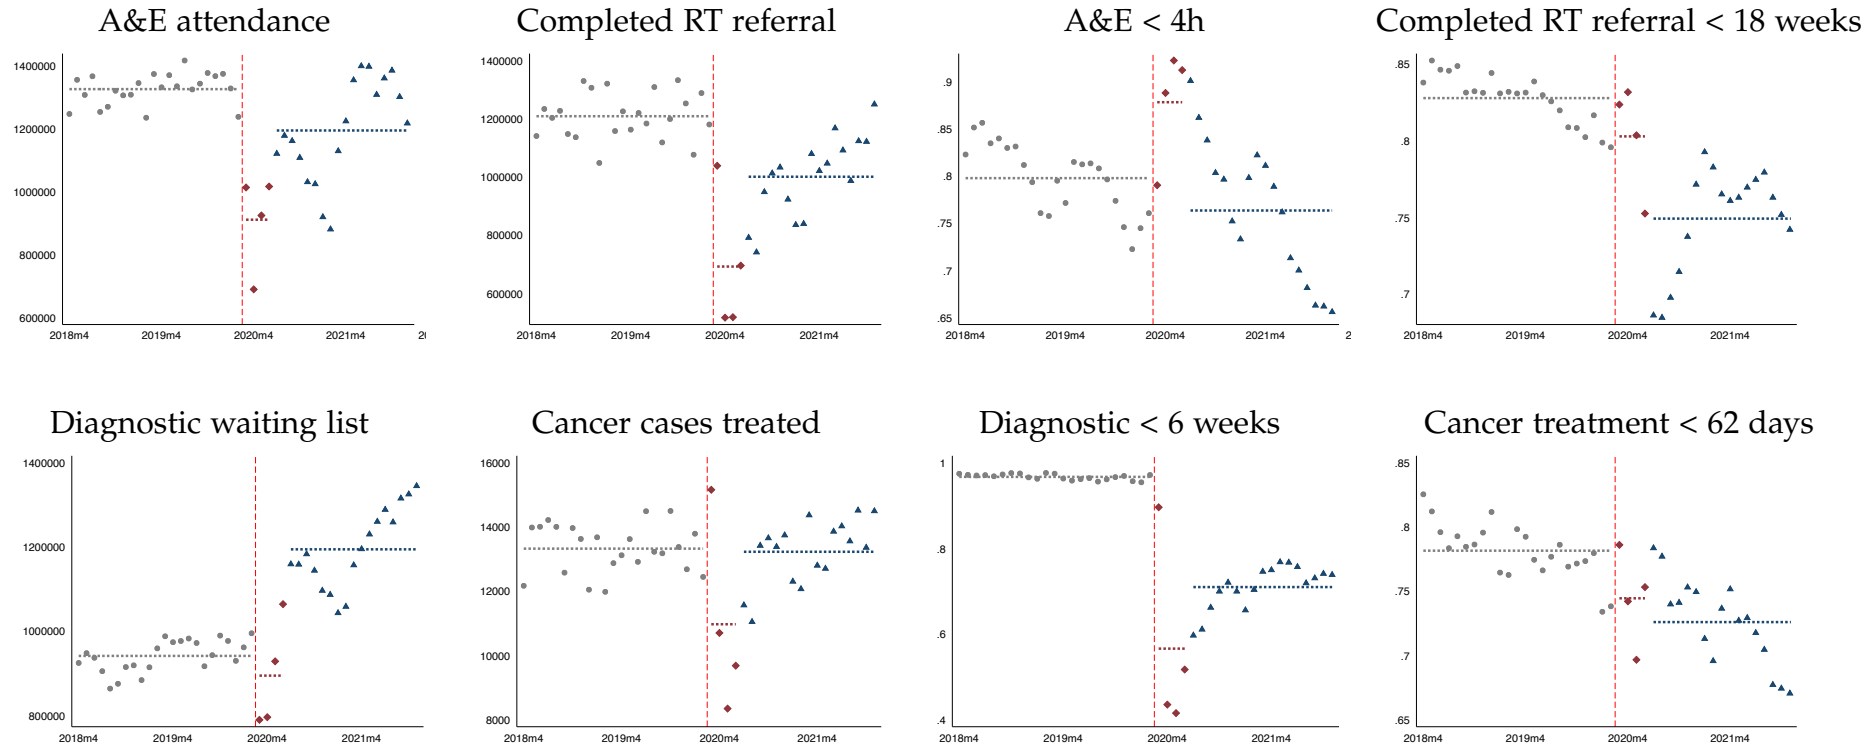 A&E attendance
1400000
1200000
1000000
800000
600000
2018m4 2019m4 2020m4 2021m4 20
Completed RT referral
1400000
1200000
1000000
800000
600000
2018m4 2019m4 2020m4 2021m4
A&E < 4h
.9
.85
.8
.75
.7
.65
2018m4 2019m4 2020m4 2021m4 2
Completed RT referral < 18 weeks
.85
.8
.75
.7
2018m4 2019m4 2020m4 2021m4
Diagnostic waiting list
1400000
1200000
1000000
800000
2018m4 2019m4 2020m4 2021m4
Cancer cases treated
16000
14000
12000
10000
8000
2018m4 2019m4 2020m4 2021m4
Diagnostic < 6 weeks
1
.8
.6
.4
2018m4 2019m4 2020m4 2021m4
Cancer treatment < 62 days
.85
.8
.75
.7
.65
2018m4 2019m4 2020m4 2021m4